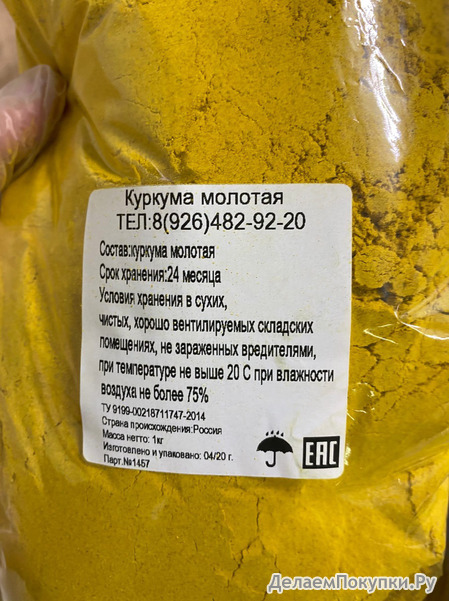 Куркума молотая
ТЕЛ:8(926)482-92-20
Состав:куркума молотая
Срок хранения:24 месяца
Условия хранения в сухих,
чистых, хорошо вентилируемых складских
помещениях, не зараженных вредителями,
при температуре не выше 20 С при влажности
воздуха не более 75%
ТУ 9199-00218711747-2014
Страна происхождения:Россия
Масса нетто: 1кг
Изготовлено и упаковано: 04/20 г.
Парт.№1457
ЕАС
ДелаемПокупки.Ру